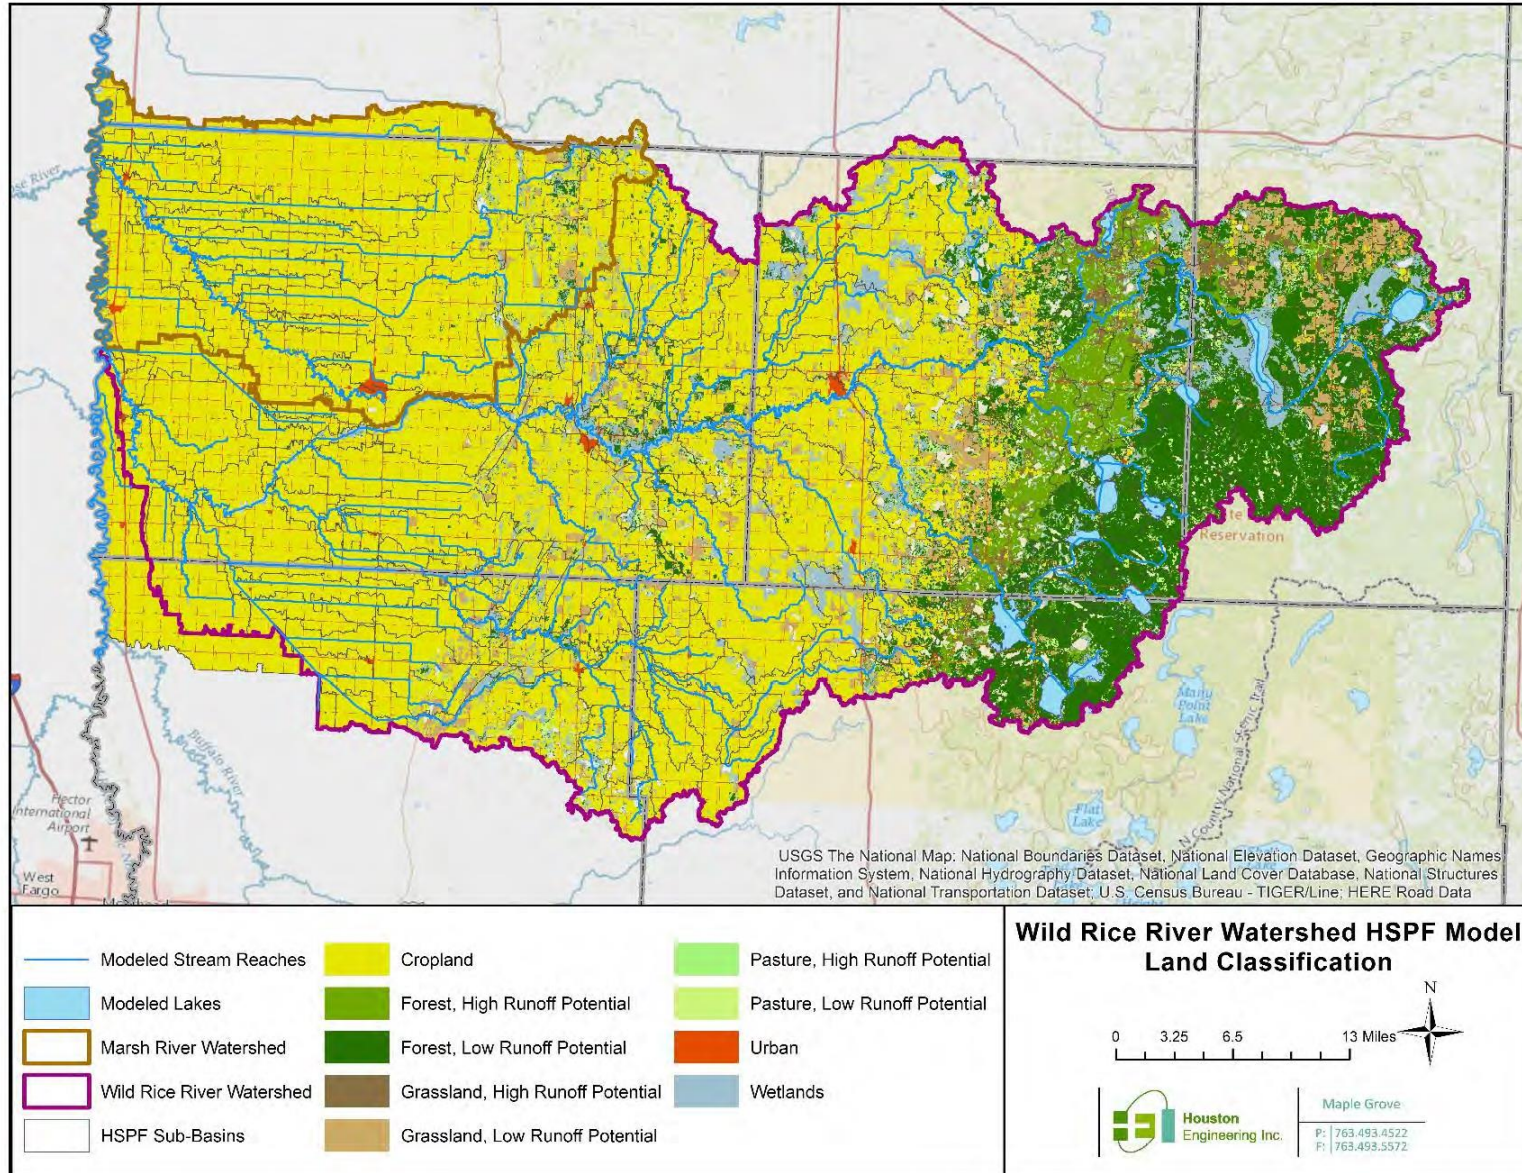 Buffalo River
Hector
International
Airport
West
Fargo
Reservation
Many
Point
Lake
Flat
Lake
N Country National Scenic Trail
USGS The National Map: National Boundaries Dataset, National Elevation Dataset, Geographic Names
Information System, National Hydrography Dataset, National Land Cover Database, National Structures
Dataset, and National Transportation Dataset; U.S. Census Bureau - TIGER/Line; HERE Road Data
Modeled Stream Reaches
Modeled Lakes
Marsh River Watershed
Wild Rice River Watershed
HSPF Sub-Basins
Cropland
Forest, High Runoff Potential
Forest, Low Runoff Potential
Grassland, High Runoff Potential
Grassland, Low Runoff Potential
Pasture, High Runoff Potential
Pasture, Low Runoff Potential
Urban
Wetlands
Wild Rice River Watershed HSPF Model
Land Classification
N
0 3.25 6.5 13 Miles
Houston
Engineering Inc.
Maple Grove
P: 763.493.4522
F: 763.493.5572